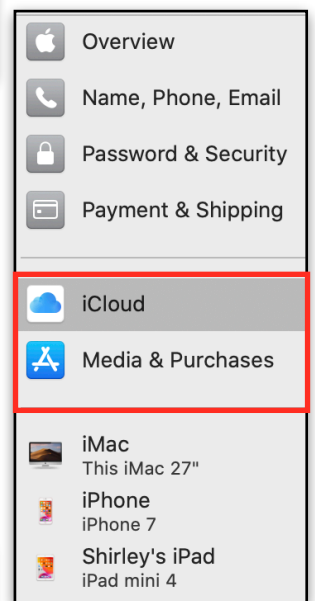 Overview
Name, Phone, Email
Password & Security
Payment & Shipping
iCloud
Media & Purchases
iMac
This iMac 27"
iPhone
iPhone 7
Shirley's iPad
iPad mini 4